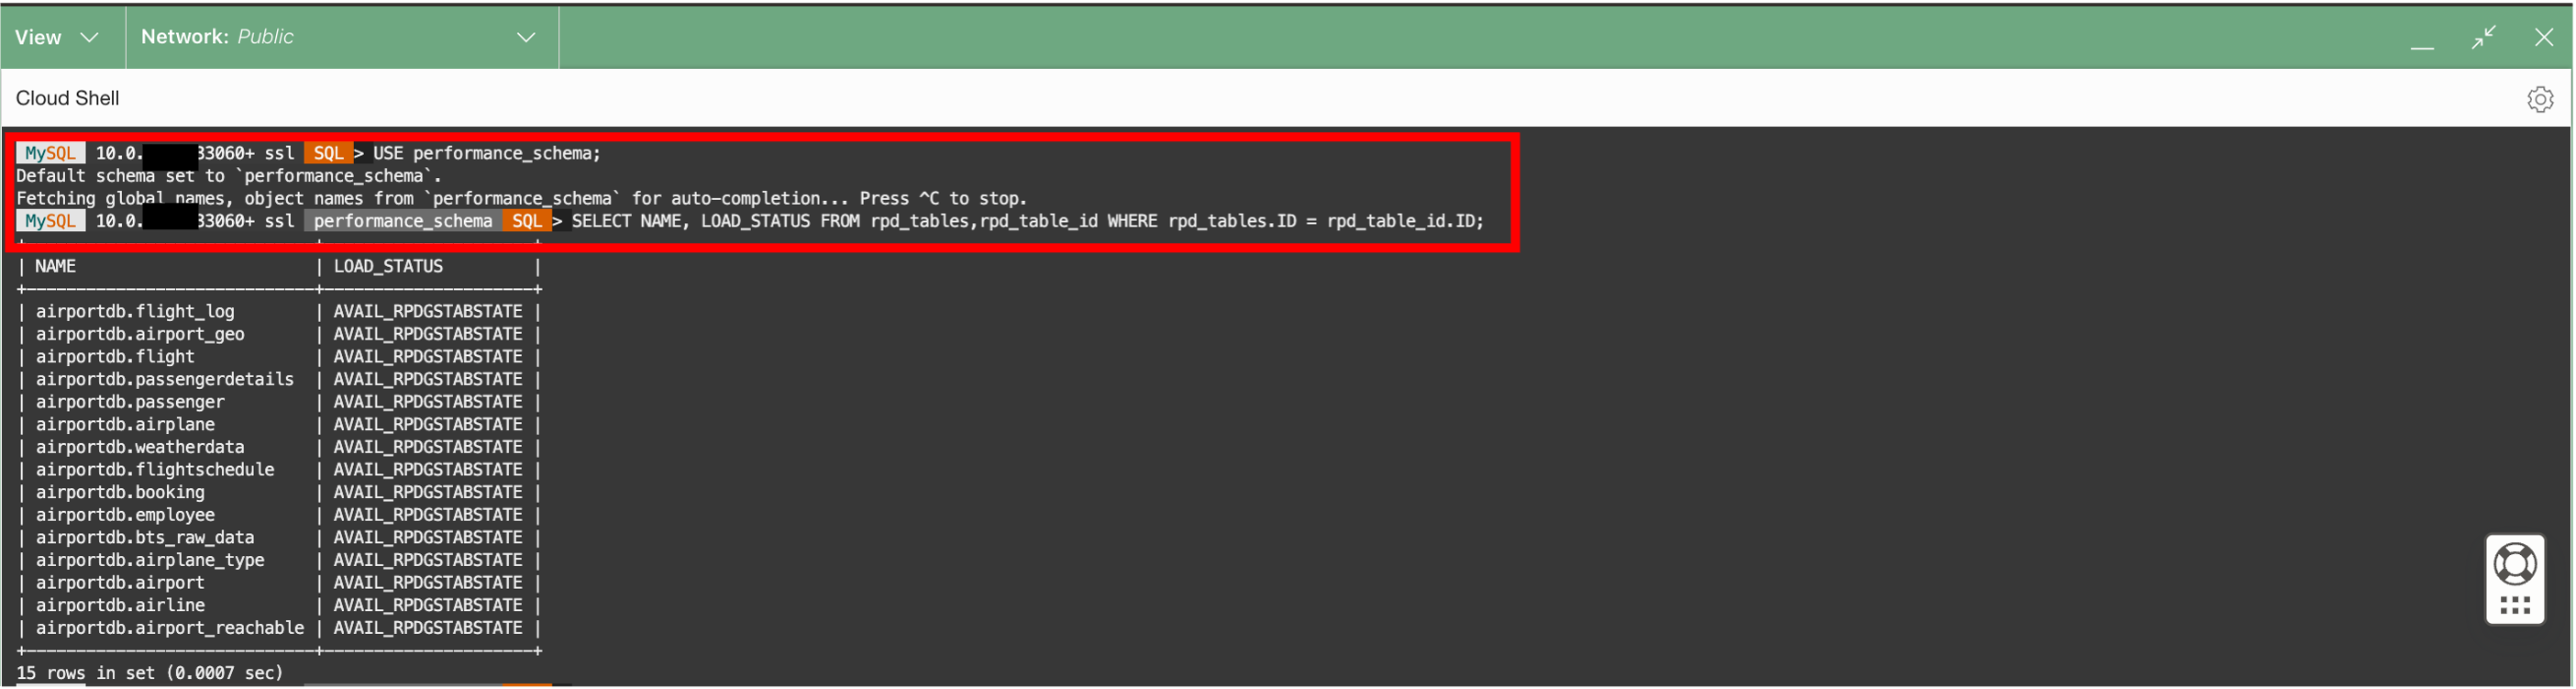 View Network: Public
Cloud Shell
MySQL 10.0. 33060+ ssl SQL > USE performance_schema;
Default schema set to `performance_schema`.
Fetching global names, object names from `performance_schema` for auto-completion... Press ^C to stop.
MySQL 10.0. 33060+ ssl performance_schema SQL > SELECT NAME, LOAD_STATUS FROM rpd_tables,rpd_table_id WHERE rpd_tables.ID = rpd_table_id.ID;
+------------------------------+---------------------+
| NAME | LOAD_STATUS |
+------------------------------+---------------------+
| airportdb.flight_log | AVAIL_RPDGSTABSTATE |
| airportdb.airport_geo | AVAIL_RPDGSTABSTATE |
| airportdb.flight | AVAIL_RPDGSTABSTATE |
| airportdb.passengerdetails | AVAIL_RPDGSTABSTATE |
| airportdb.passenger | AVAIL_RPDGSTABSTATE |
| airportdb.airplane | AVAIL_RPDGSTABSTATE |
| airportdb.weatherdata | AVAIL_RPDGSTABSTATE |
| airportdb.flightschedule | AVAIL_RPDGSTABSTATE |
| airportdb.booking | AVAIL_RPDGSTABSTATE |
| airportdb.employee | AVAIL_RPDGSTABSTATE |
| airportdb.bts_raw_data | AVAIL_RPDGSTABSTATE |
| airportdb.airplane_type | AVAIL_RPDGSTABSTATE |
| airportdb.airport | AVAIL_RPDGSTABSTATE |
| airportdb.airline | AVAIL_RPDGSTABSTATE |
| airportdb.airport_reachable | AVAIL_RPDGSTABSTATE |
+------------------------------+---------------------+
15 rows in set (0.0007 sec)